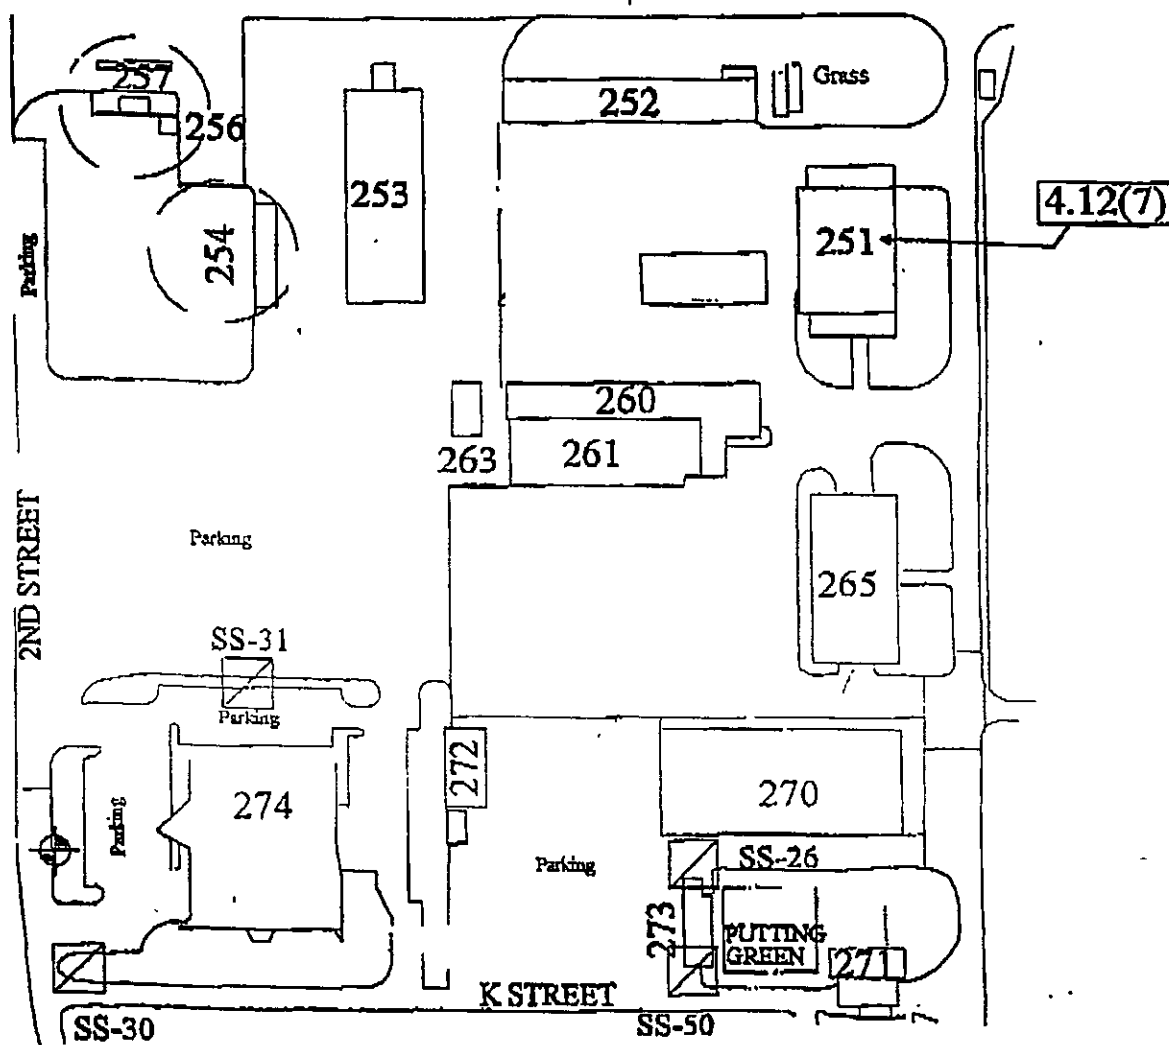 257
256
252
Grass
253
254
Parking
251
4.12(7)
260
261
263
Parking
2ND STREET
265
SS-31
Parking
272
274
270
Parking
Parking
SS-26
273
PUTTING
GREEN
271
K STREET
SS-30
SS-50